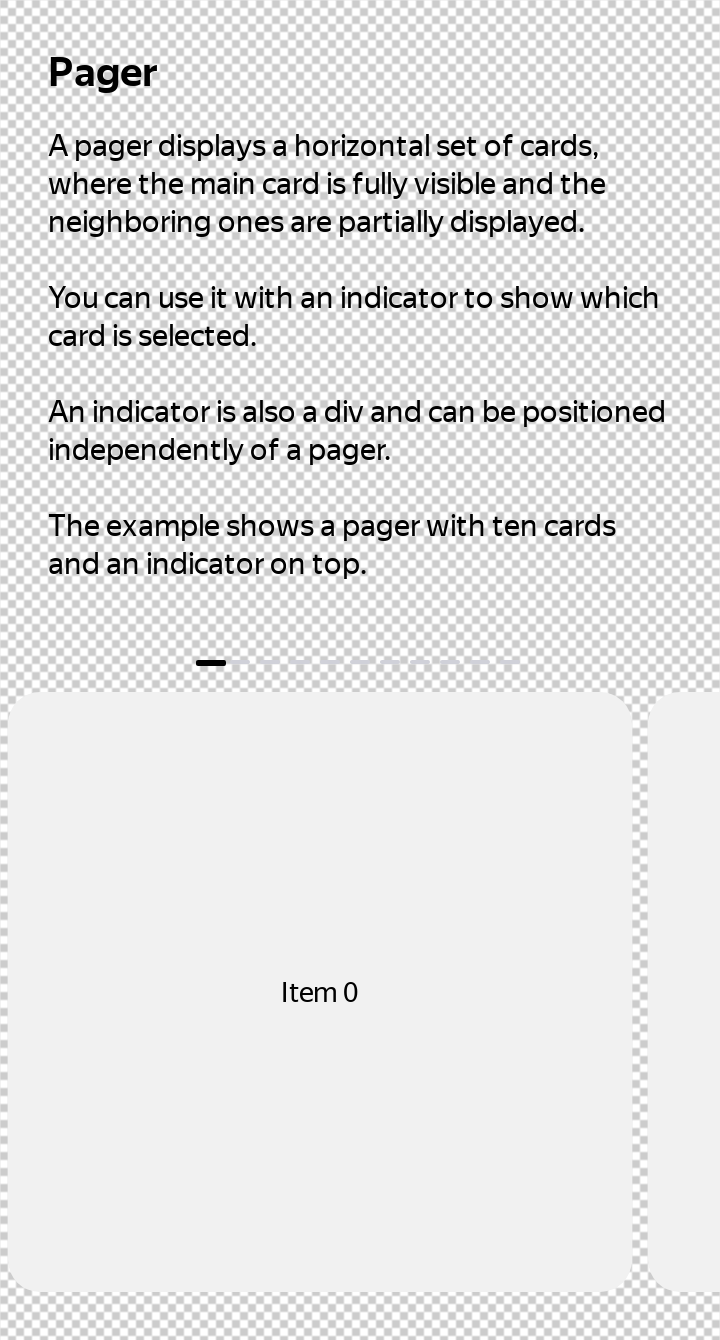 Pager
A pager displays a horizontal set of cards,
where the main card is fully visible and the
neighboring ones are partially displayed.
You can use it with an indicator to show which
card is selected.
An indicator is also a div and can be positioned
independently of a pager.
The example shows a pager with ten cards
and an indicator on top.
Item 0